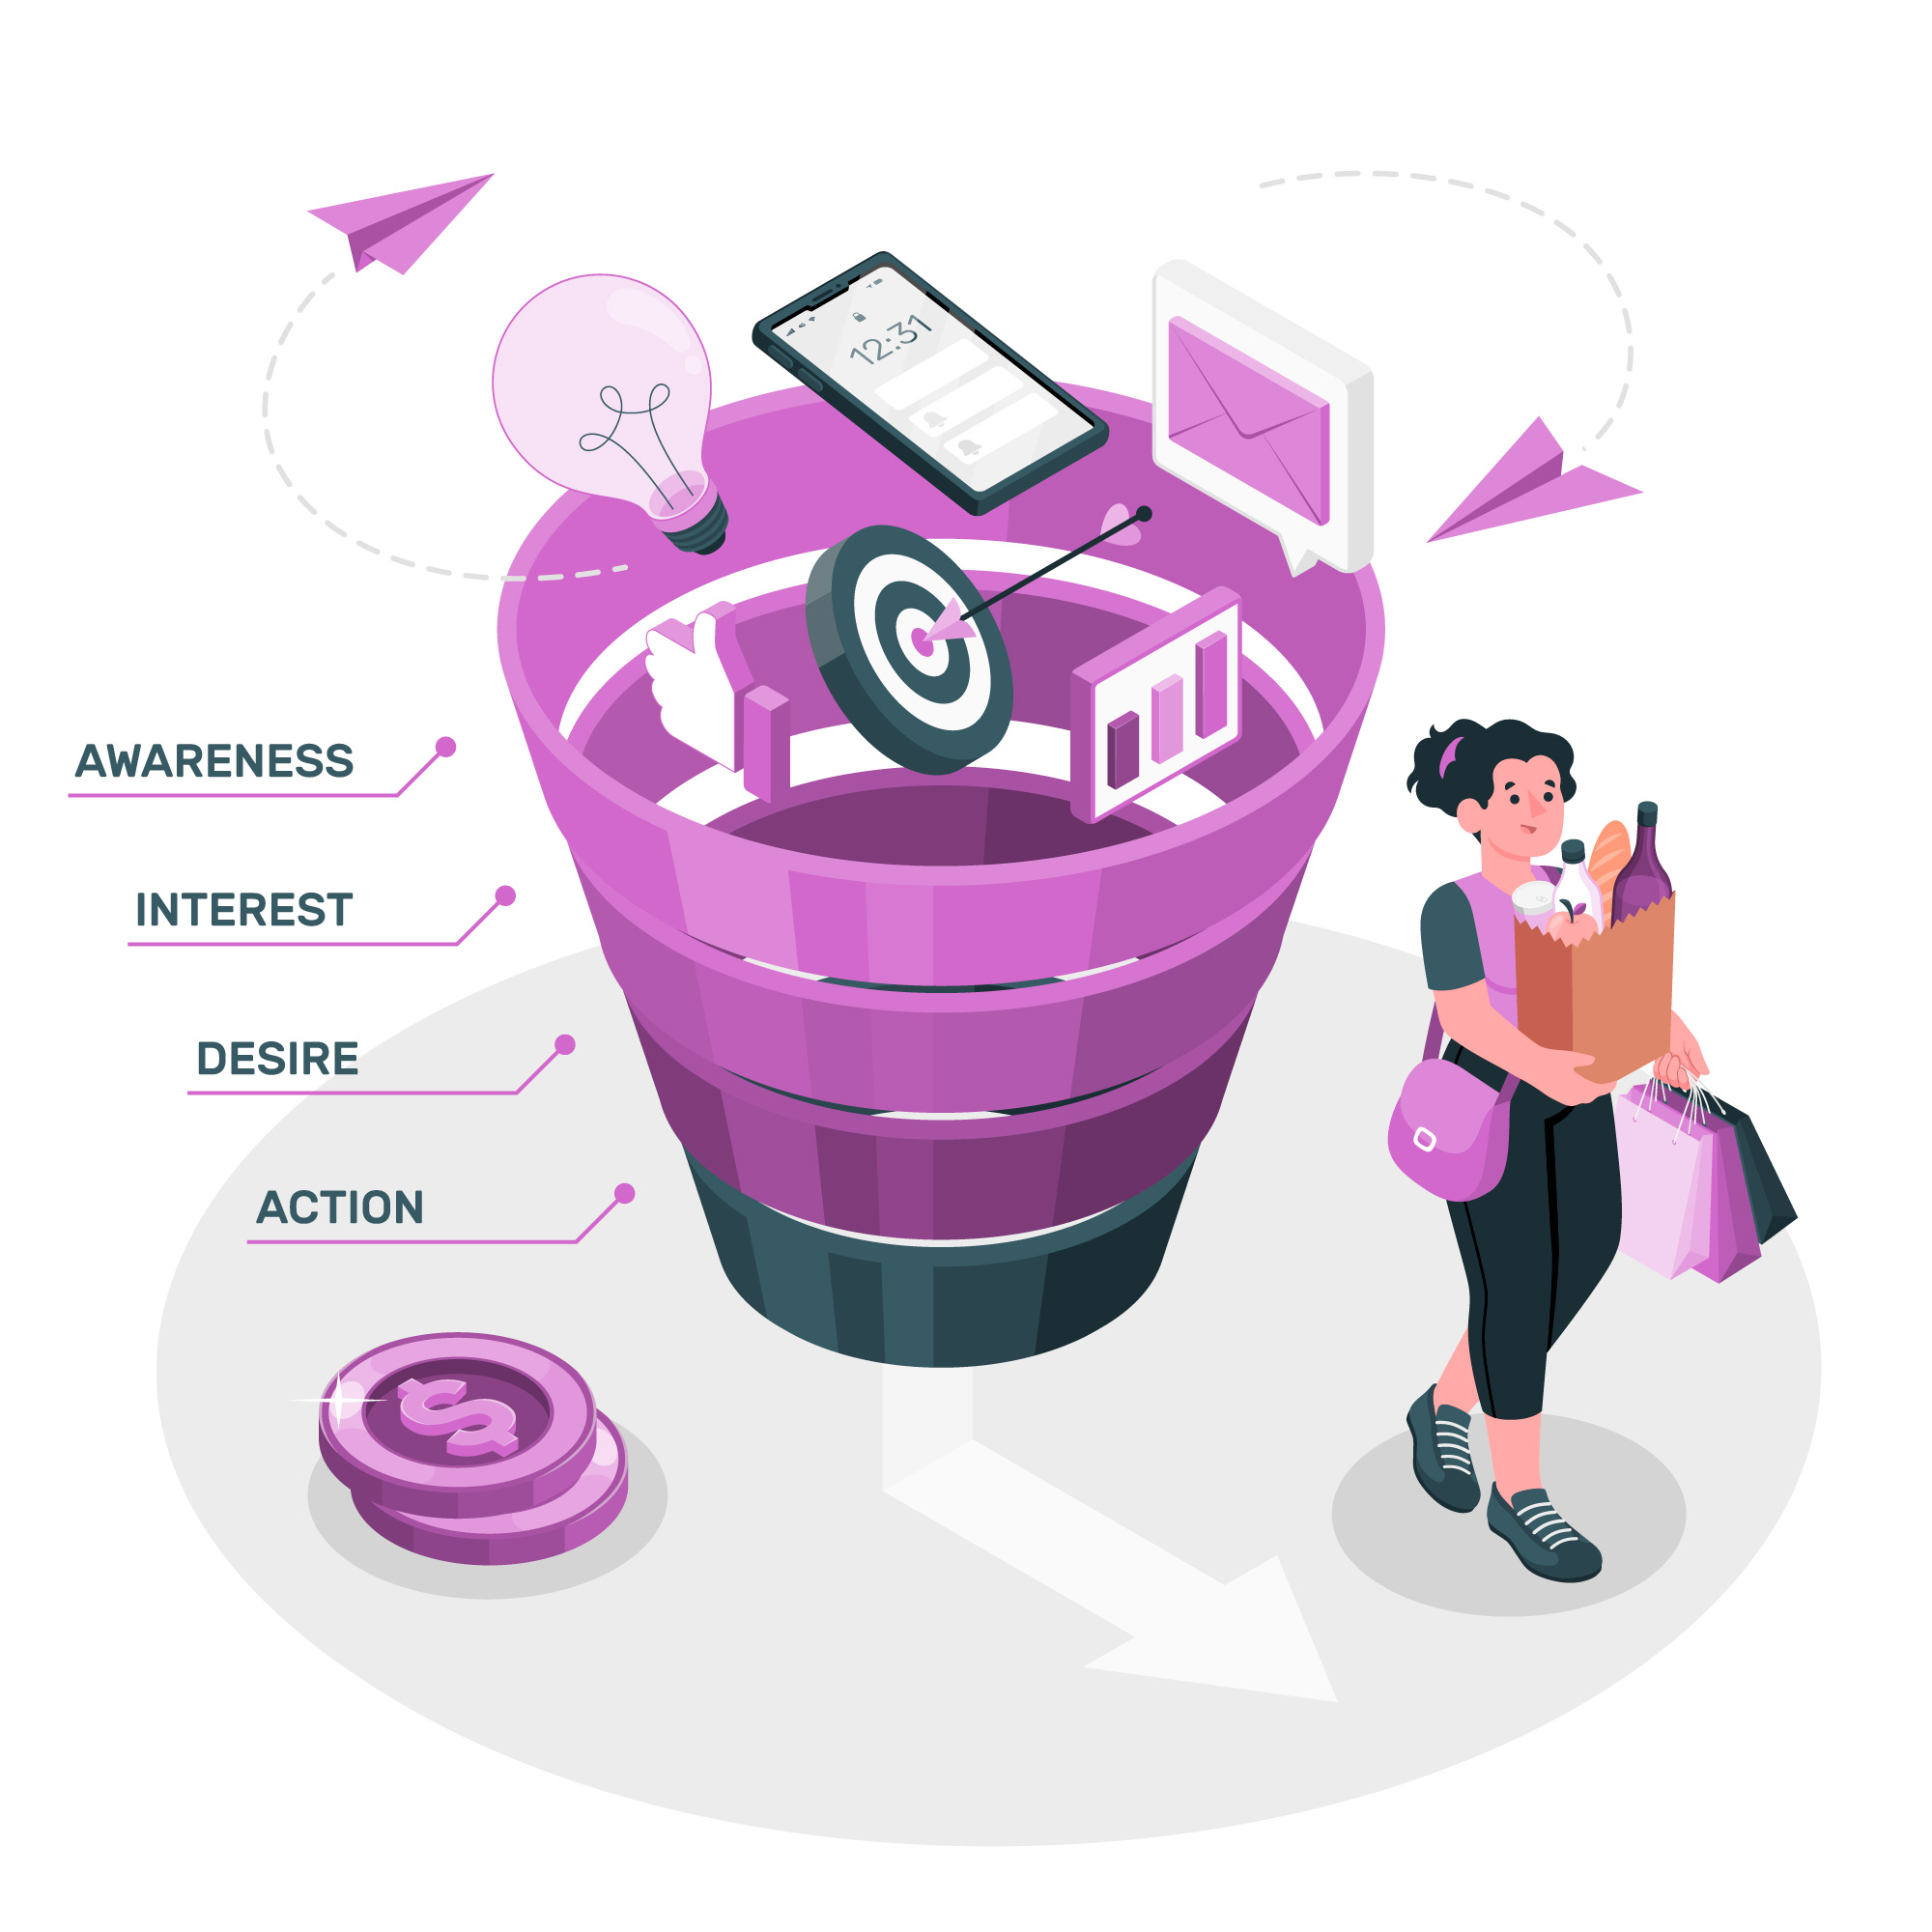 12:31
AWARENESS
INTEREST
DESIRE
ACTION
$